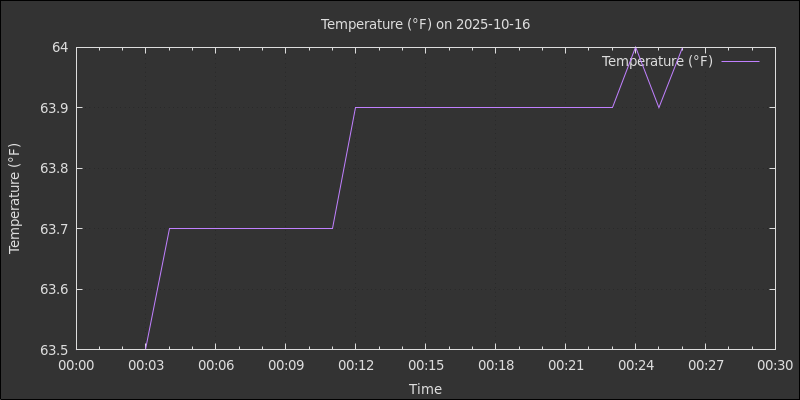 Temperature (°F) on 2025-10-16
64
Temperature (°F)
63.9
63.8
Temperature (°F)
63.7
63.6
63.5
00:00 00:03 00:06 00:09 00:12 00:15 00:18 00:21 00:24 00:27 00:30
Time